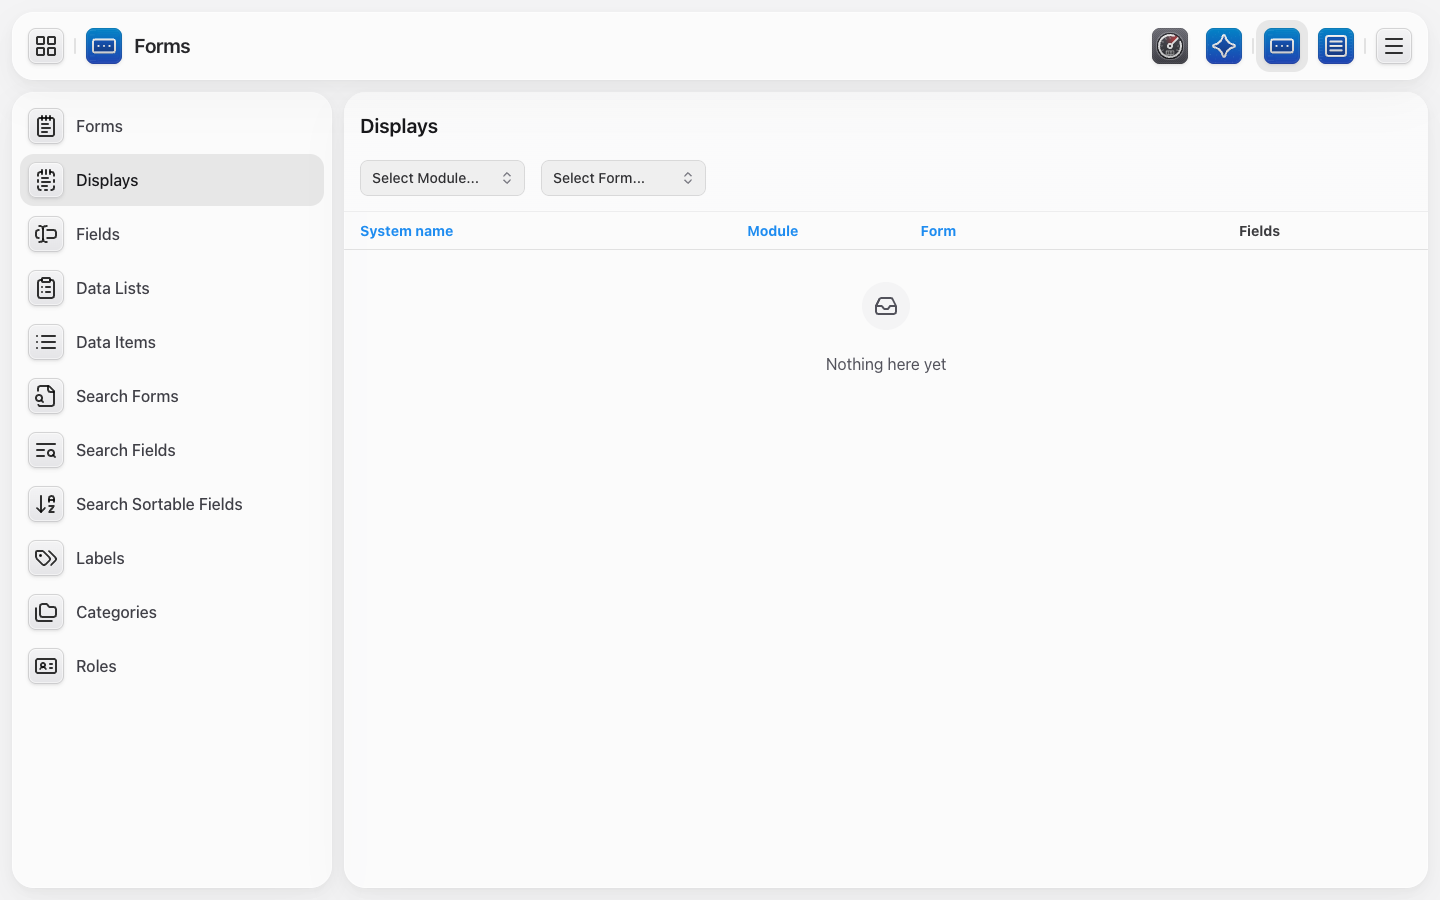 Forms
Forms
Displays
Fields
Data Lists
Data Items
Search Forms
Search Fields
Search Sortable Fields
Labels
Categories
Roles
Displays
Select Module...
Select Form...
System name
Module
Form
Fields
Nothing here yet